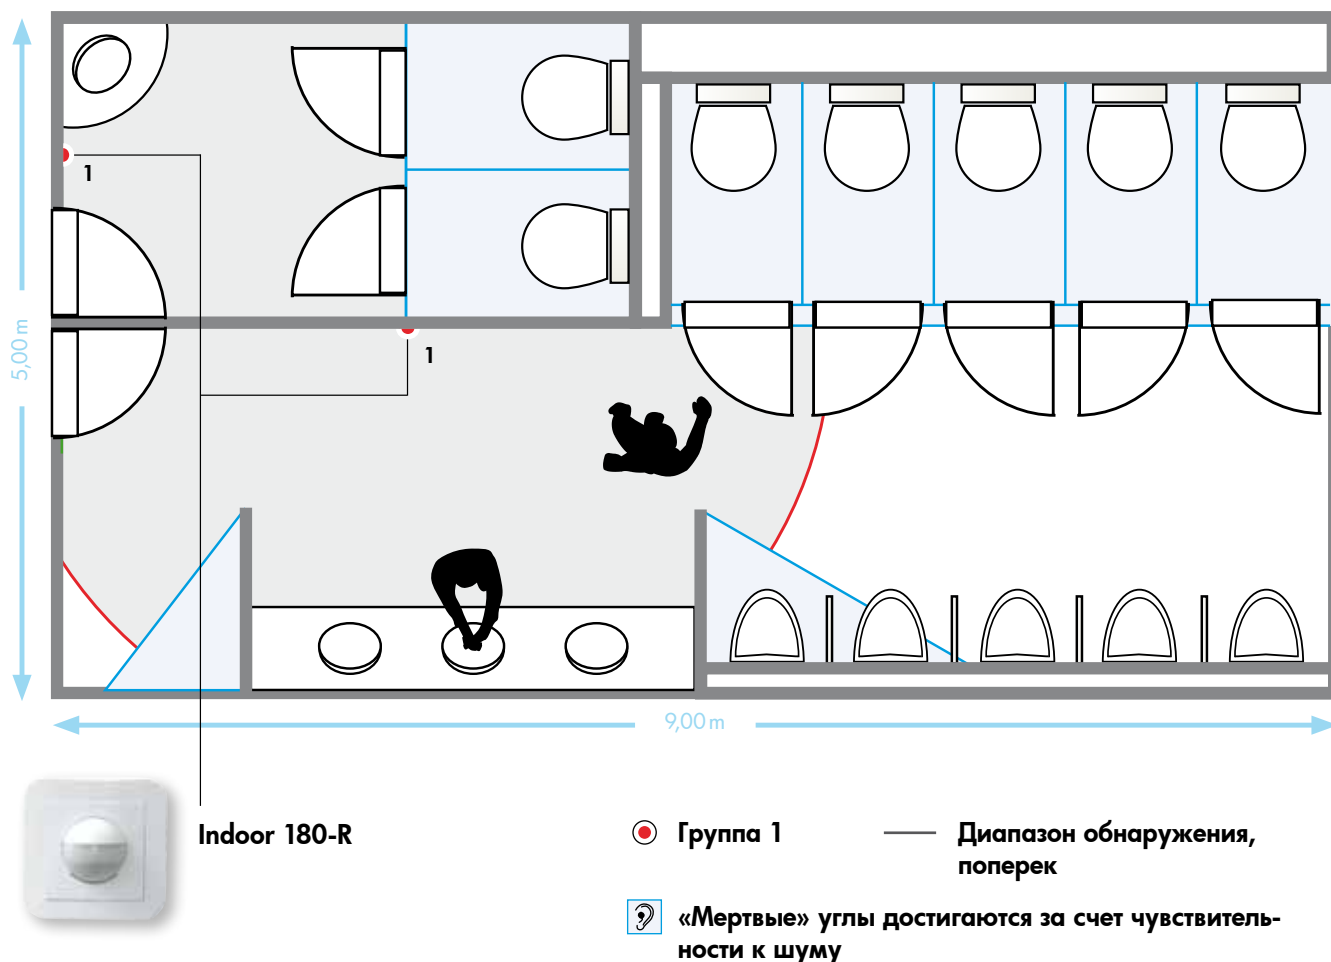 1
1
5,00 m
9,00 m
Indoor 180-R
Группа 1
Диапазон обнаружения,
поперек
«Мертвые» углы достигаются за счет чувствитель-
ности к шуму